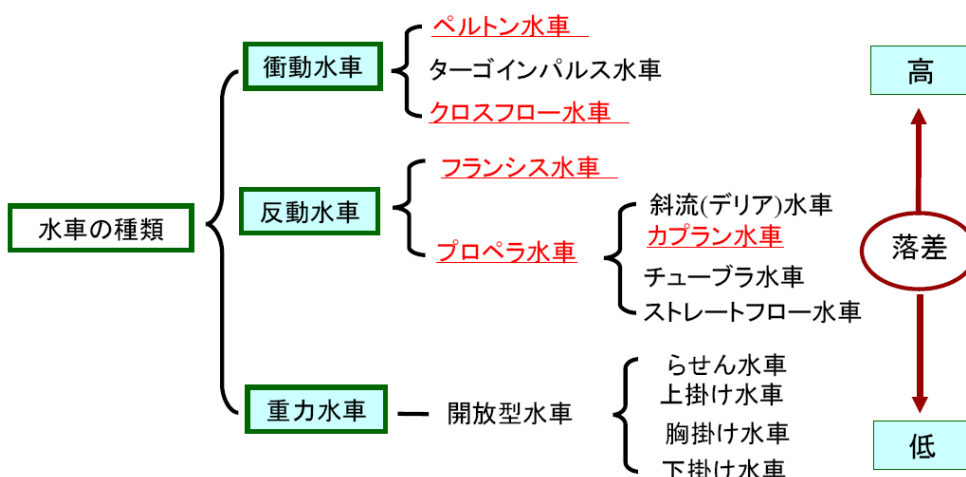 水車の種類
衝動水車
ペルトン水車
ターゴインパルス水車
クロスフロー水車
反動水車
フランシス水車
プロペラ水車
斜流(デリア)水車
カプラン水車
チューブラ水車
ストレートフロー水車
重力水車
開放型水車
らせん水車
上掛け水車
胸掛け水車
下掛け水車
高
落差
低